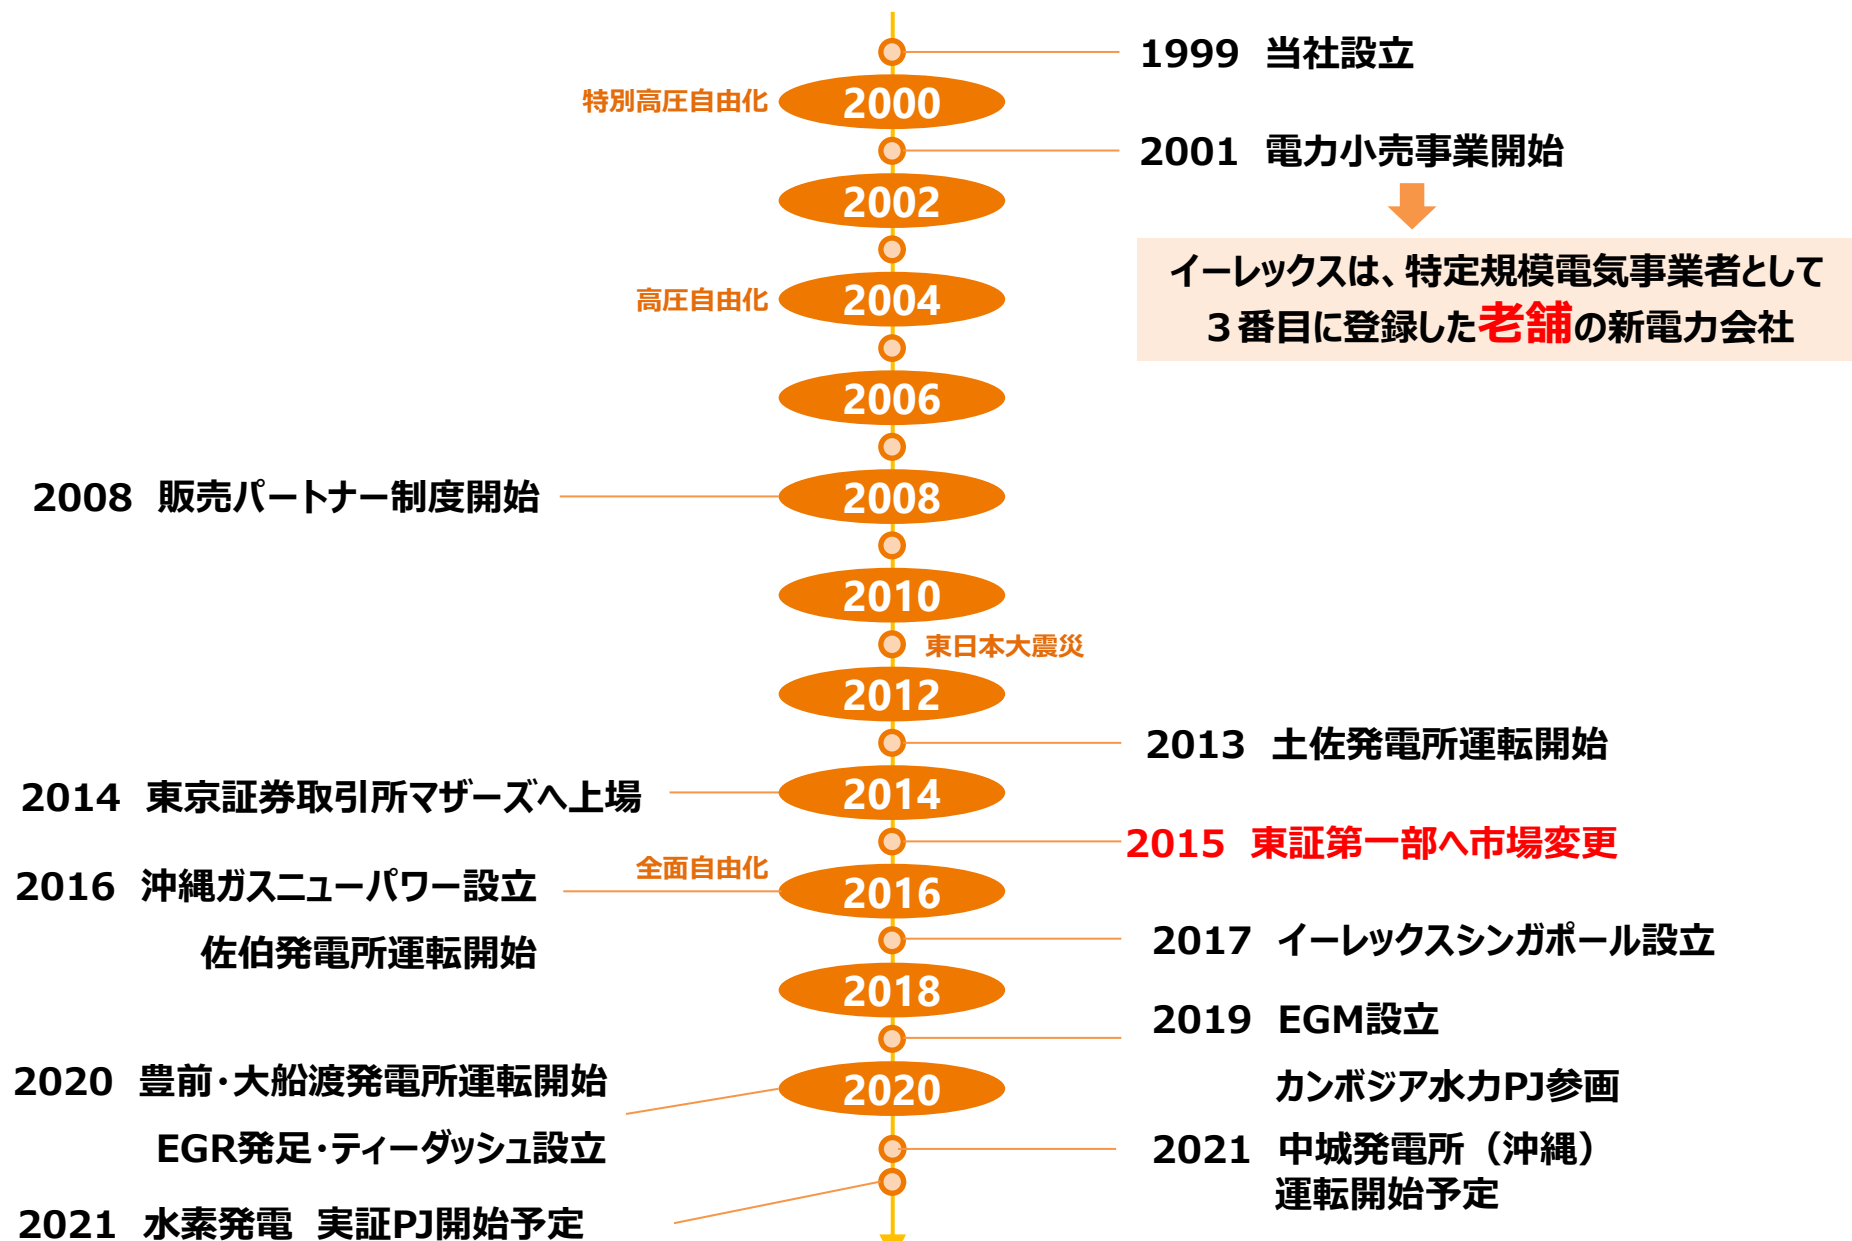 1999 当社設立
特別高圧自由化
2000
2001 電力小売事業開始
2002
イーレックスは、特定規模電気事業者として
３番目に登録した老舗の新電力会社
高圧自由化
2004
2006
2008 販売パートナー制度開始
2008
2010
東日本大震災
2012
2013 土佐発電所運転開始
2014 東京証券取引所マザーズへ上場
2014
2015 東証第一部へ市場変更
全面自由化
2016 沖縄ガスニューパワー設立
佐伯発電所運転開始
2016
2017 イーレックスシンガポール設立
2018
2019 EGM設立
カンボジア水力PJ参画
2020 豊前・大船渡発電所運転開始
EGR発足・ティーダッシュ設立
2020
2021 中城発電所（沖縄）
運転開始予定
2021 水素発電 実証PJ開始予定